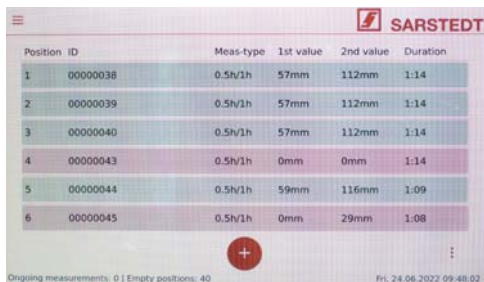 SARSTEDT
Position ID Meas-type 1st value 2nd value Duration
1 00000038 0.5h/1h 57mm 112mm 1:14
2 00000039 0.5h/1h 57mm 112mm 1:14
3 00000040 0.5h/1h 57mm 112mm 1:14
4 00000043 0.5h/1h 0mm 0mm 1:14
5 00000044 0.5h/1h 59mm 116mm 1:09
6 00000045 0.5h/1h 0mm 29mm 1:08
+
Ongoing measurements: 0 | Empty positions: 40 Fri, 24.06.2022 09:48:02